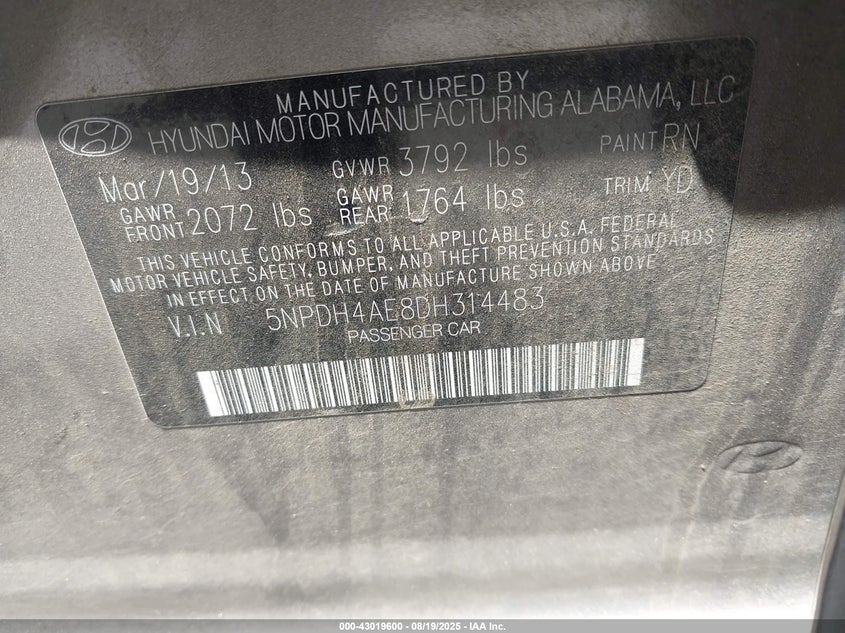 MANUFACTURED BY
HYUNDAI MOTOR MANUFACTURING ALABAMA, LLC
Mar/19/13 GVWR 3792 lbs PAINT RN
GAWR FRONT 2072 lbs GAWR REAR: 1764 lbs TRIM: YD
THIS VEHICLE CONFORMS TO ALL APPLICABLE U.S.A. FEDERAL
MOTOR VEHICLE SAFETY, BUMPER, AND THEFT PREVENTION STANDARDS
IN EFFECT ON THE DATE OF MANUFACTURE SHOWN ABOVE
V.I.N 5NPDH4AE8DH314483
PASSENGER CAR
000-43019600 - 08/19/2025 - IAA Inc.